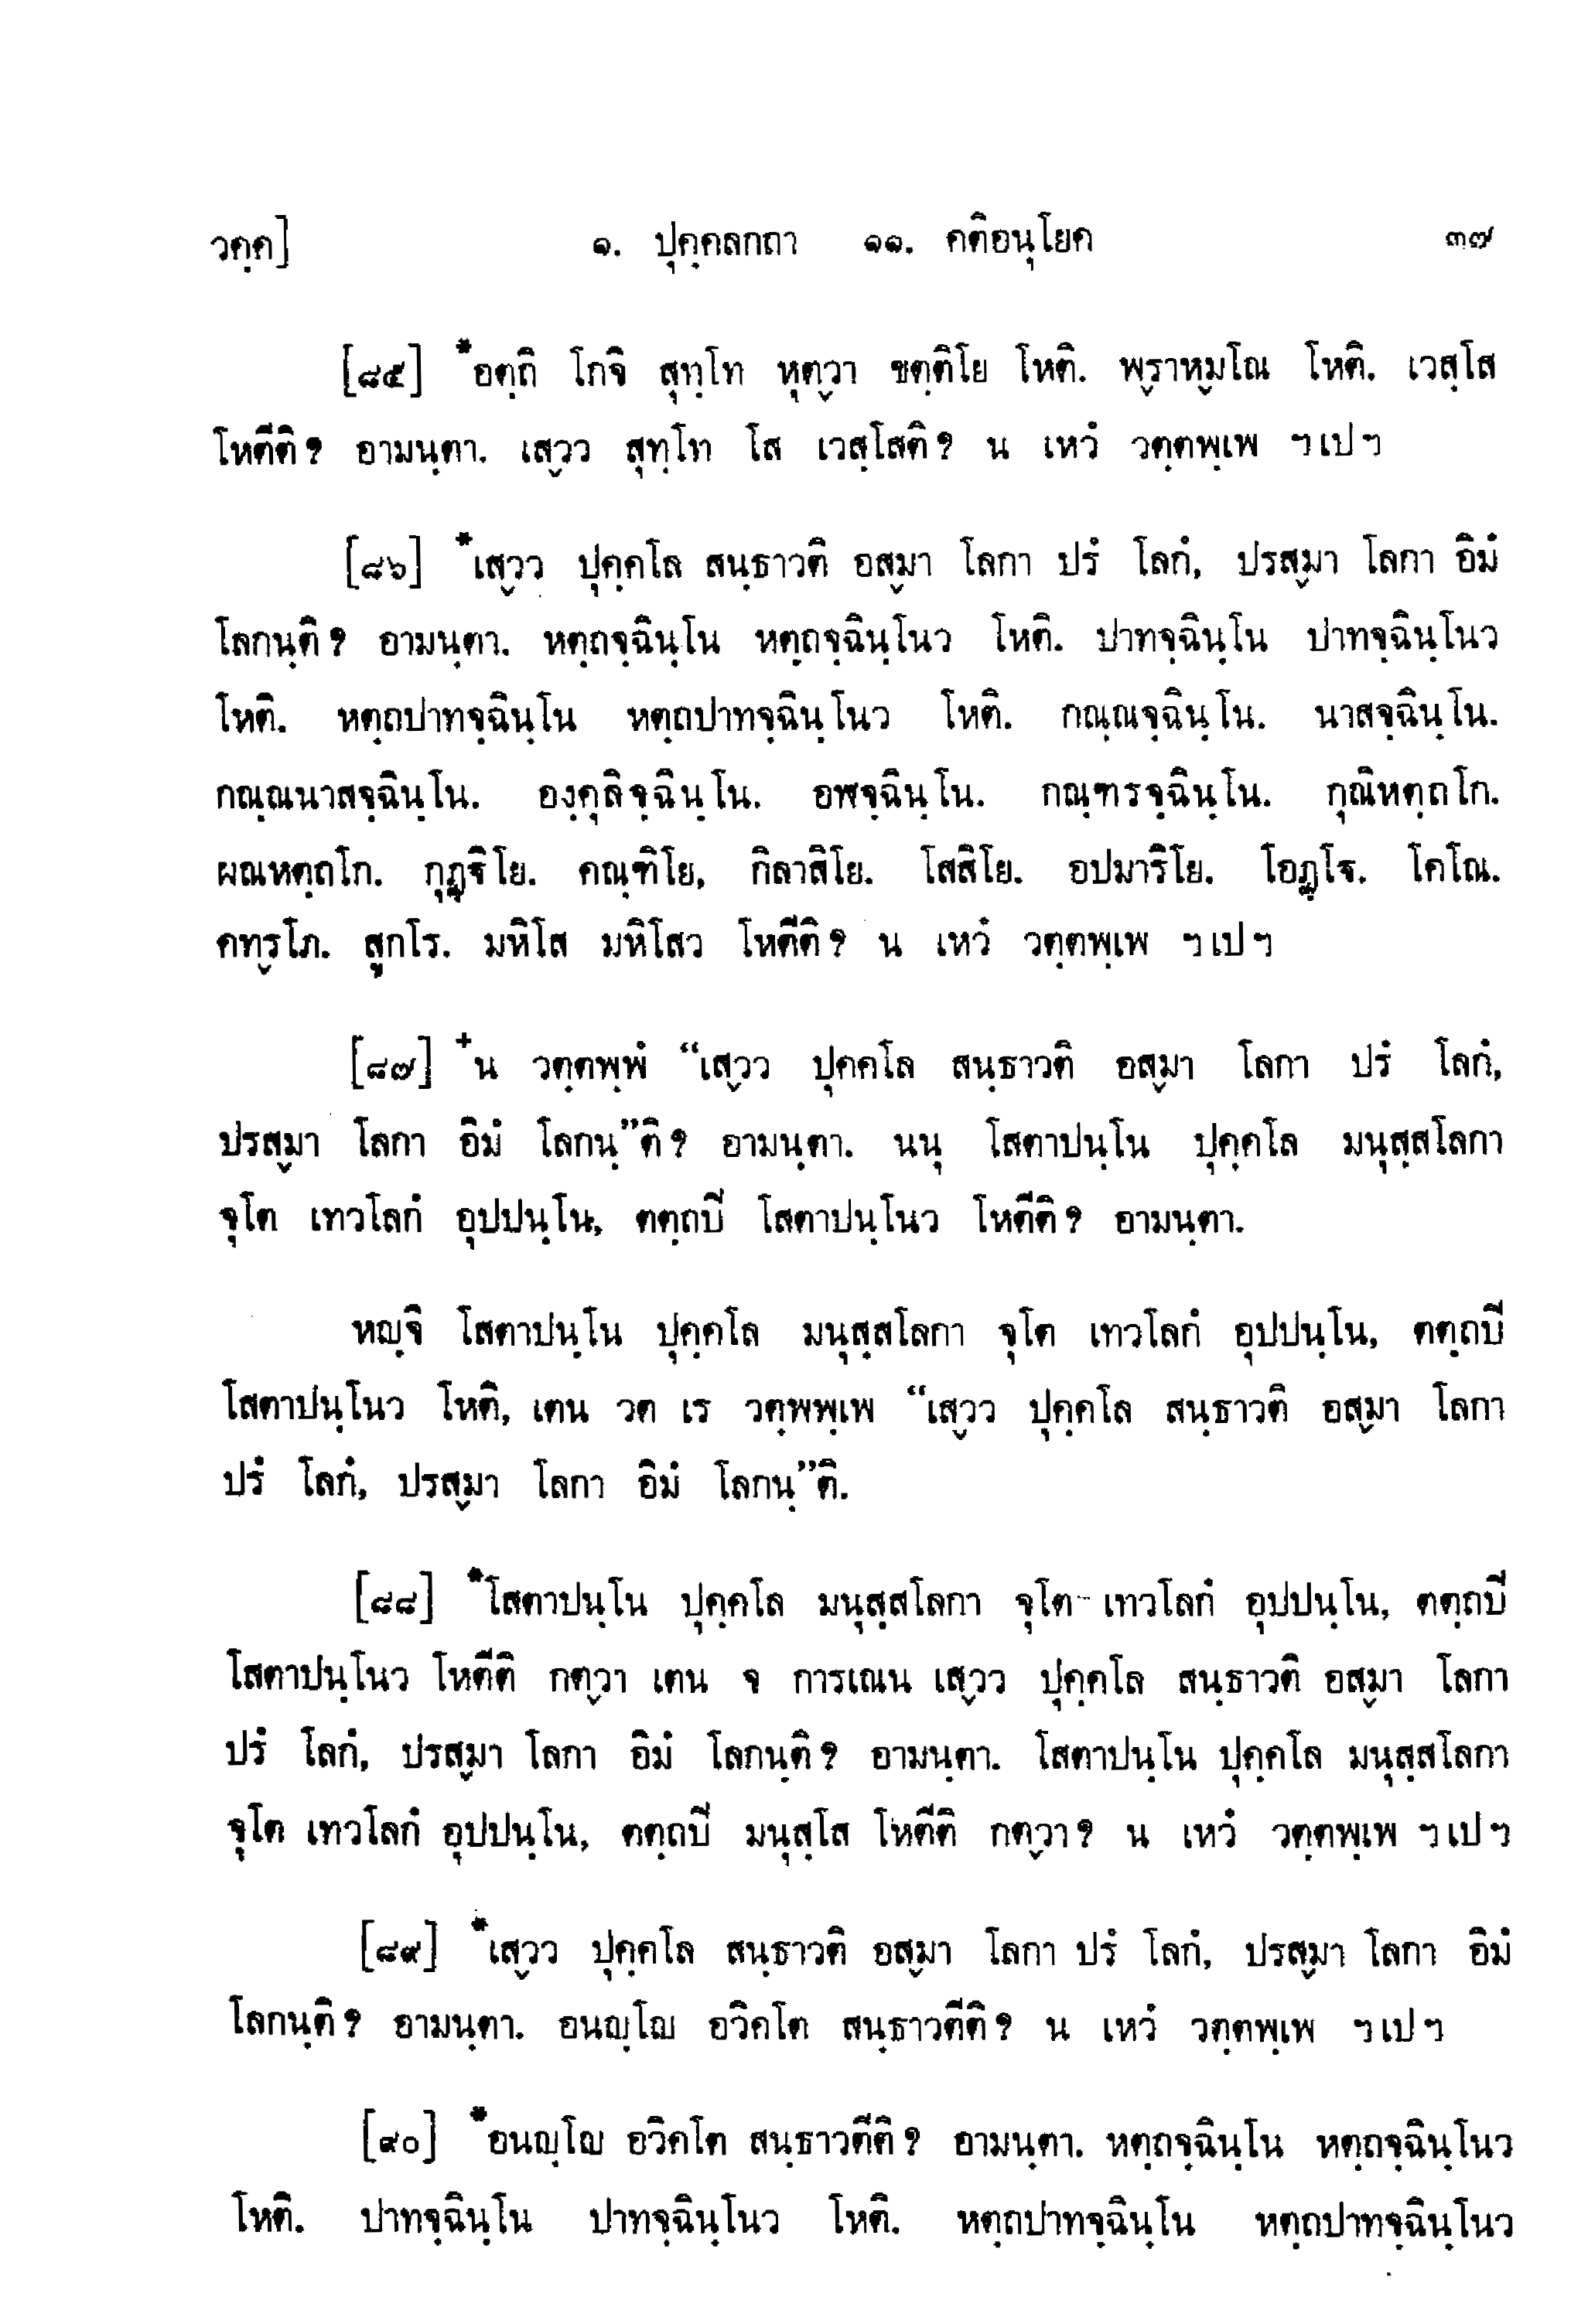 วคฺค] ๑. ปุคฺคลกถา ๑๑. คติอนุโยค ๓๗
[๘๕] *อตฺถิ โกจิ สุทฺโท หุตฺวา ขตฺติโย โหติ. พฺราหฺมโณ โหติ. เวสฺโส
โหตีติ? อามนฺตา. เสฺวว สุทฺโท โส เวสฺโสติ? น เหวํ วตฺตพฺเพ ฯเปฯ
[๘๖] *เสฺวว ปุคฺคโล สนฺธาวติ อสฺมา โลกา ปรํ โลกํ, ปรสฺมา โลกา อิมํ
โลกนฺติ? อามนฺตา. หตฺถจฺฉินฺโน หตฺถจฺฉินฺโนว โหติ. ปาทจฺฉินฺโน ปาทจฺฉินฺโนว
โหติ. หตฺถปาทจฺฉินฺโน หตฺถปาทจฺฉินฺโนว โหติ. กณฺณจฺฉินฺโน. นาสจฺฉินฺโน.
กณฺณนาสจฺฉินฺโน. องฺคุลิจฺฉินฺโน. อฬจฺฉินฺโน. กณฺฑรจฺฉินฺโน. กุณิหตฺถโก.
ผณหตฺถโก. กุฏฺฐิโย. คณฺฑิโย, กิลาสิโย. โสสิโย. อปมาริโย. โอฏฺโฐ. โคโณ.
คทฺรโภ. สูกโร. มหิโส มหิโสว โหตีติ? น เหวํ วตฺตพฺเพ ฯเปฯ
[๘๗] +น วตฺตพฺพํ “เสฺวว ปุคคโล สนฺธาวติ อสฺมา โลกา ปรํ โลกํ,
ปรสฺมา โลกา อิมํ โลกนฺ”ติ? อามนฺตา. นนุ โสตาปนฺโน ปุคฺคโล มนุสฺสโลกา
จุโต เทวโลกํ อุปปนฺโน, ตตฺถปิ โสตาปนฺโนว โหตีติ? อามนฺตา.
หญฺจิ โสตาปนฺโน ปุคฺคโล มนุสฺสโลกา จุโต เทวโลกํ อุปปนฺโน, ตตฺถปิ
โสตาปนฺโนว โหติ, เตน วต เร วตฺพพฺเพ “เสฺวว ปุคฺคโล สนฺธาวติ อสฺมา โลกา
ปรํ โลกํ, ปรสฺมา โลกา อิมํ โลกนฺ”ติ.
[๘๘] *โสตาปนฺโน ปุคฺคโล มนุสฺสโลกา จุโต เทวโลกํ อุปปนฺโน, ตตฺถปิ
โสตาปนฺโนว โหตีติ กตฺวา เตน จ การเณน เสฺวว ปุคฺคโล สนฺธาวติ อสฺมา โลกา
ปรํ โลกํ, ปรสฺมา โลกา อิมํ โลกนฺติ? อามนฺตา. โสตาปนฺโน ปุคฺคโล มนุสฺสโลกา
จุโต เทวโลกํ อุปปนฺโน, ตตฺถปิ มนุสฺโส โหตีติ กตฺวา? น เหวํ วตฺตพฺเพ ฯเปฯ
[๘๙] *เสฺวว ปุคฺคโล สนฺธาวติ อสฺมา โลกา ปรํ โลกํ, ปรสฺมา โลกา อิมํ
โลกนฺติ? อามนฺตา. อนญฺโญ อวิคโต สนฺธาวตีติ? น เหวํ วตฺตพฺเพ ฯเปฯ
[๙๐] *อนญฺโญ อวิคโต สนฺธาวตีติ? อามนฺตา. หตฺถจฺฉินฺโน หตฺถจฺฉินฺโนว
โหติ. ปาทจฺฉินฺโน ปาทจฺฉินฺโนว โหติ. หตฺถปาทจฺฉินฺโน หตฺถปาทจฺฉินฺโนว